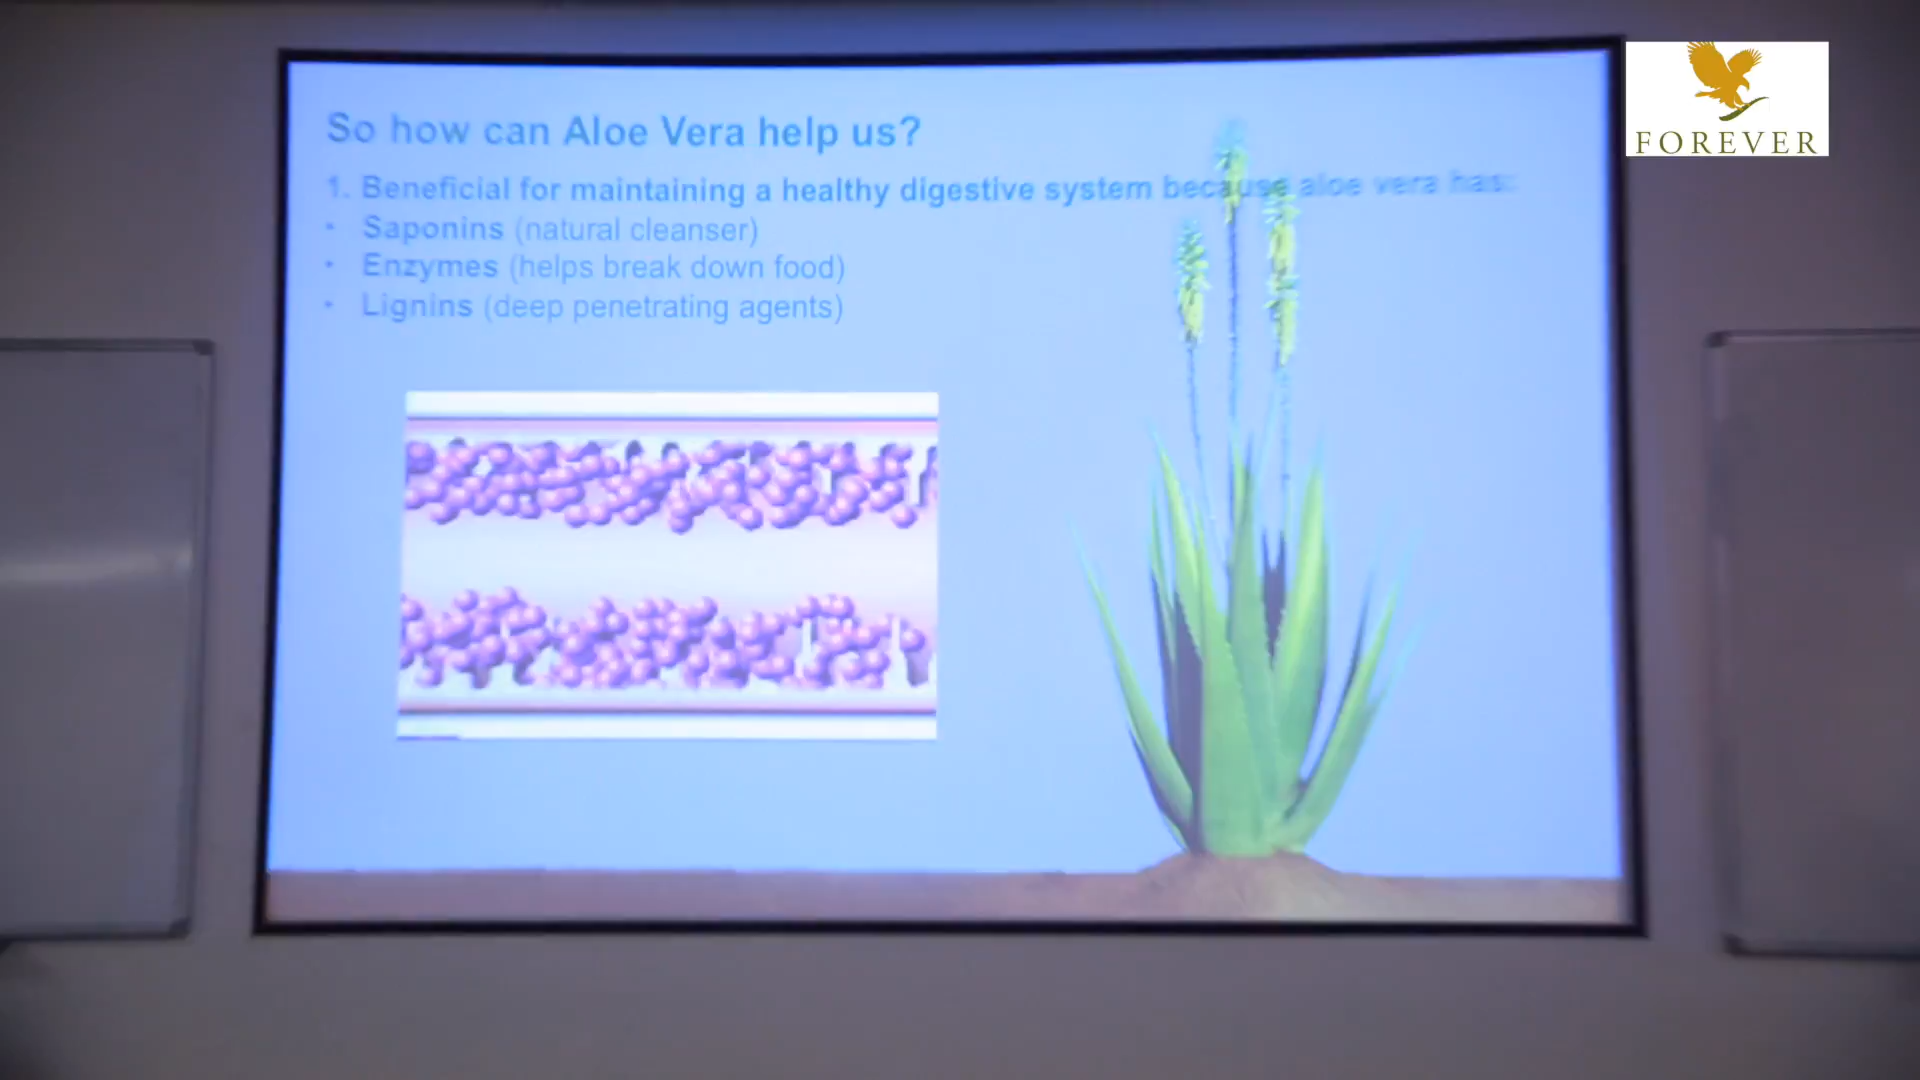 So how can Aloe Vera help us?
1. Beneficial for maintaining a healthy digestive system because aloe vera has:
• Saponins (natural cleanser)
• Enzymes (helps break down food)
• Lignins (deep penetrating agents)
FOREVER